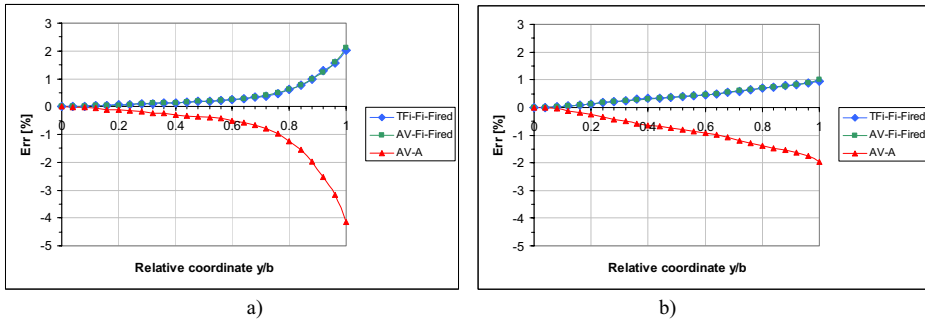 3
2
1
0
-1
-2
-3
-4
-5
Err [%]
0
0.2
0.4
0.6
0.8
1
Relative coordinate y/b
TFi-Fi-Fired
AV-Fi-Fired
AV-A
a)
3
2
1
0
-1
-2
-3
-4
-5
Err [%]
0
0.2
0.4
0.6
0.8
1
Relative coordinate y/b
TFi-Fi-Fired
AV-Fi-Fired
AV-A
b)